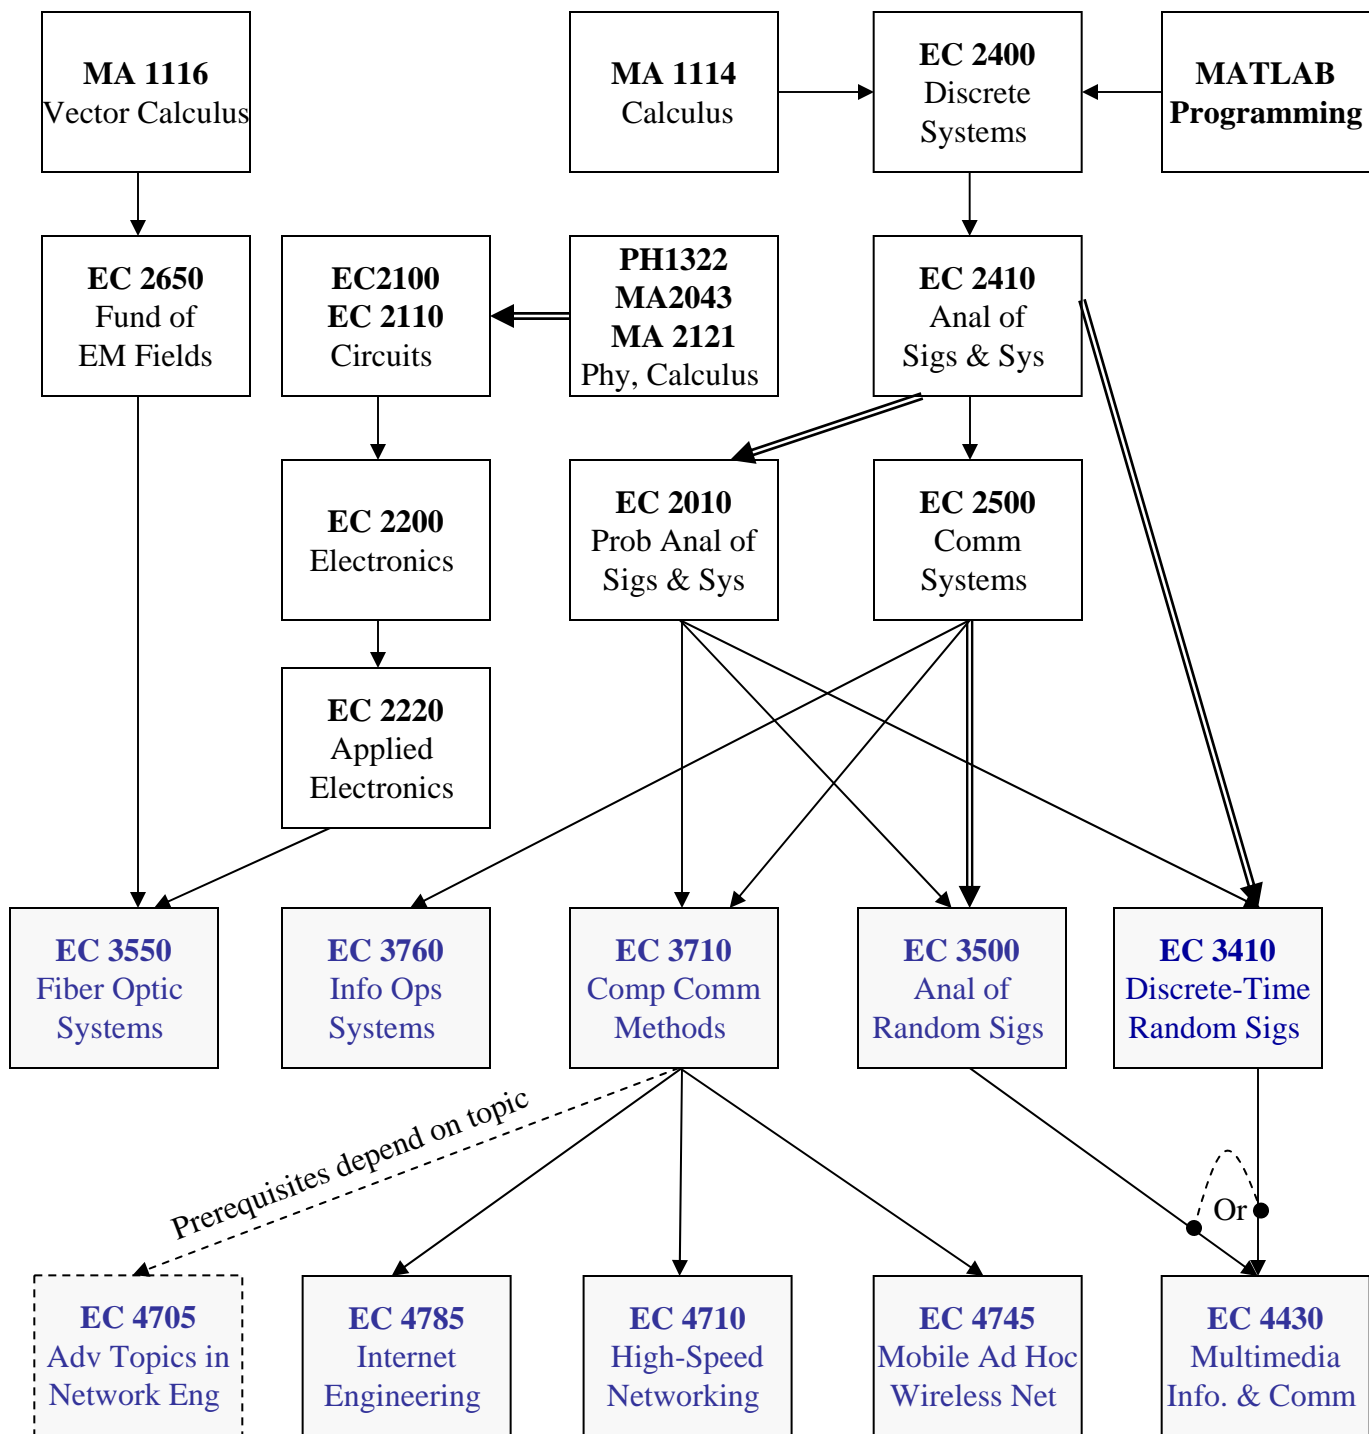 MA 1116
Vector Calculus
MA 1114
Calculus
EC 2400
Discrete
Systems
MATLAB
Programming
EC 2650
Fund of
EM Fields
EC2100
EC 2110
Circuits
PH1322
MA2043
MA 2121
Phy, Calculus
EC 2410
Anal of
Sigs & Sys
EC 2200
Electronics
EC 2010
Prob Anal of
Sigs & Sys
EC 2500
Comm
Systems
EC 2220
Applied
Electronics
EC 3550
Fiber Optic
Systems
EC 3760
Info Ops
Systems
EC 3710
Comp Comm
Methods
EC 3500
Anal of
Random Sigs
EC 3410
Discrete-Time
Random Sigs
Prerequisites depend on topic
Or
EC 4705
Adv Topics in
Network Eng
EC 4785
Internet
Engineering
EC 4710
High-Speed
Networking
EC 4745
Mobile Ad Hoc
Wireless Net
EC 4430
Multimedia
Info. & Comm